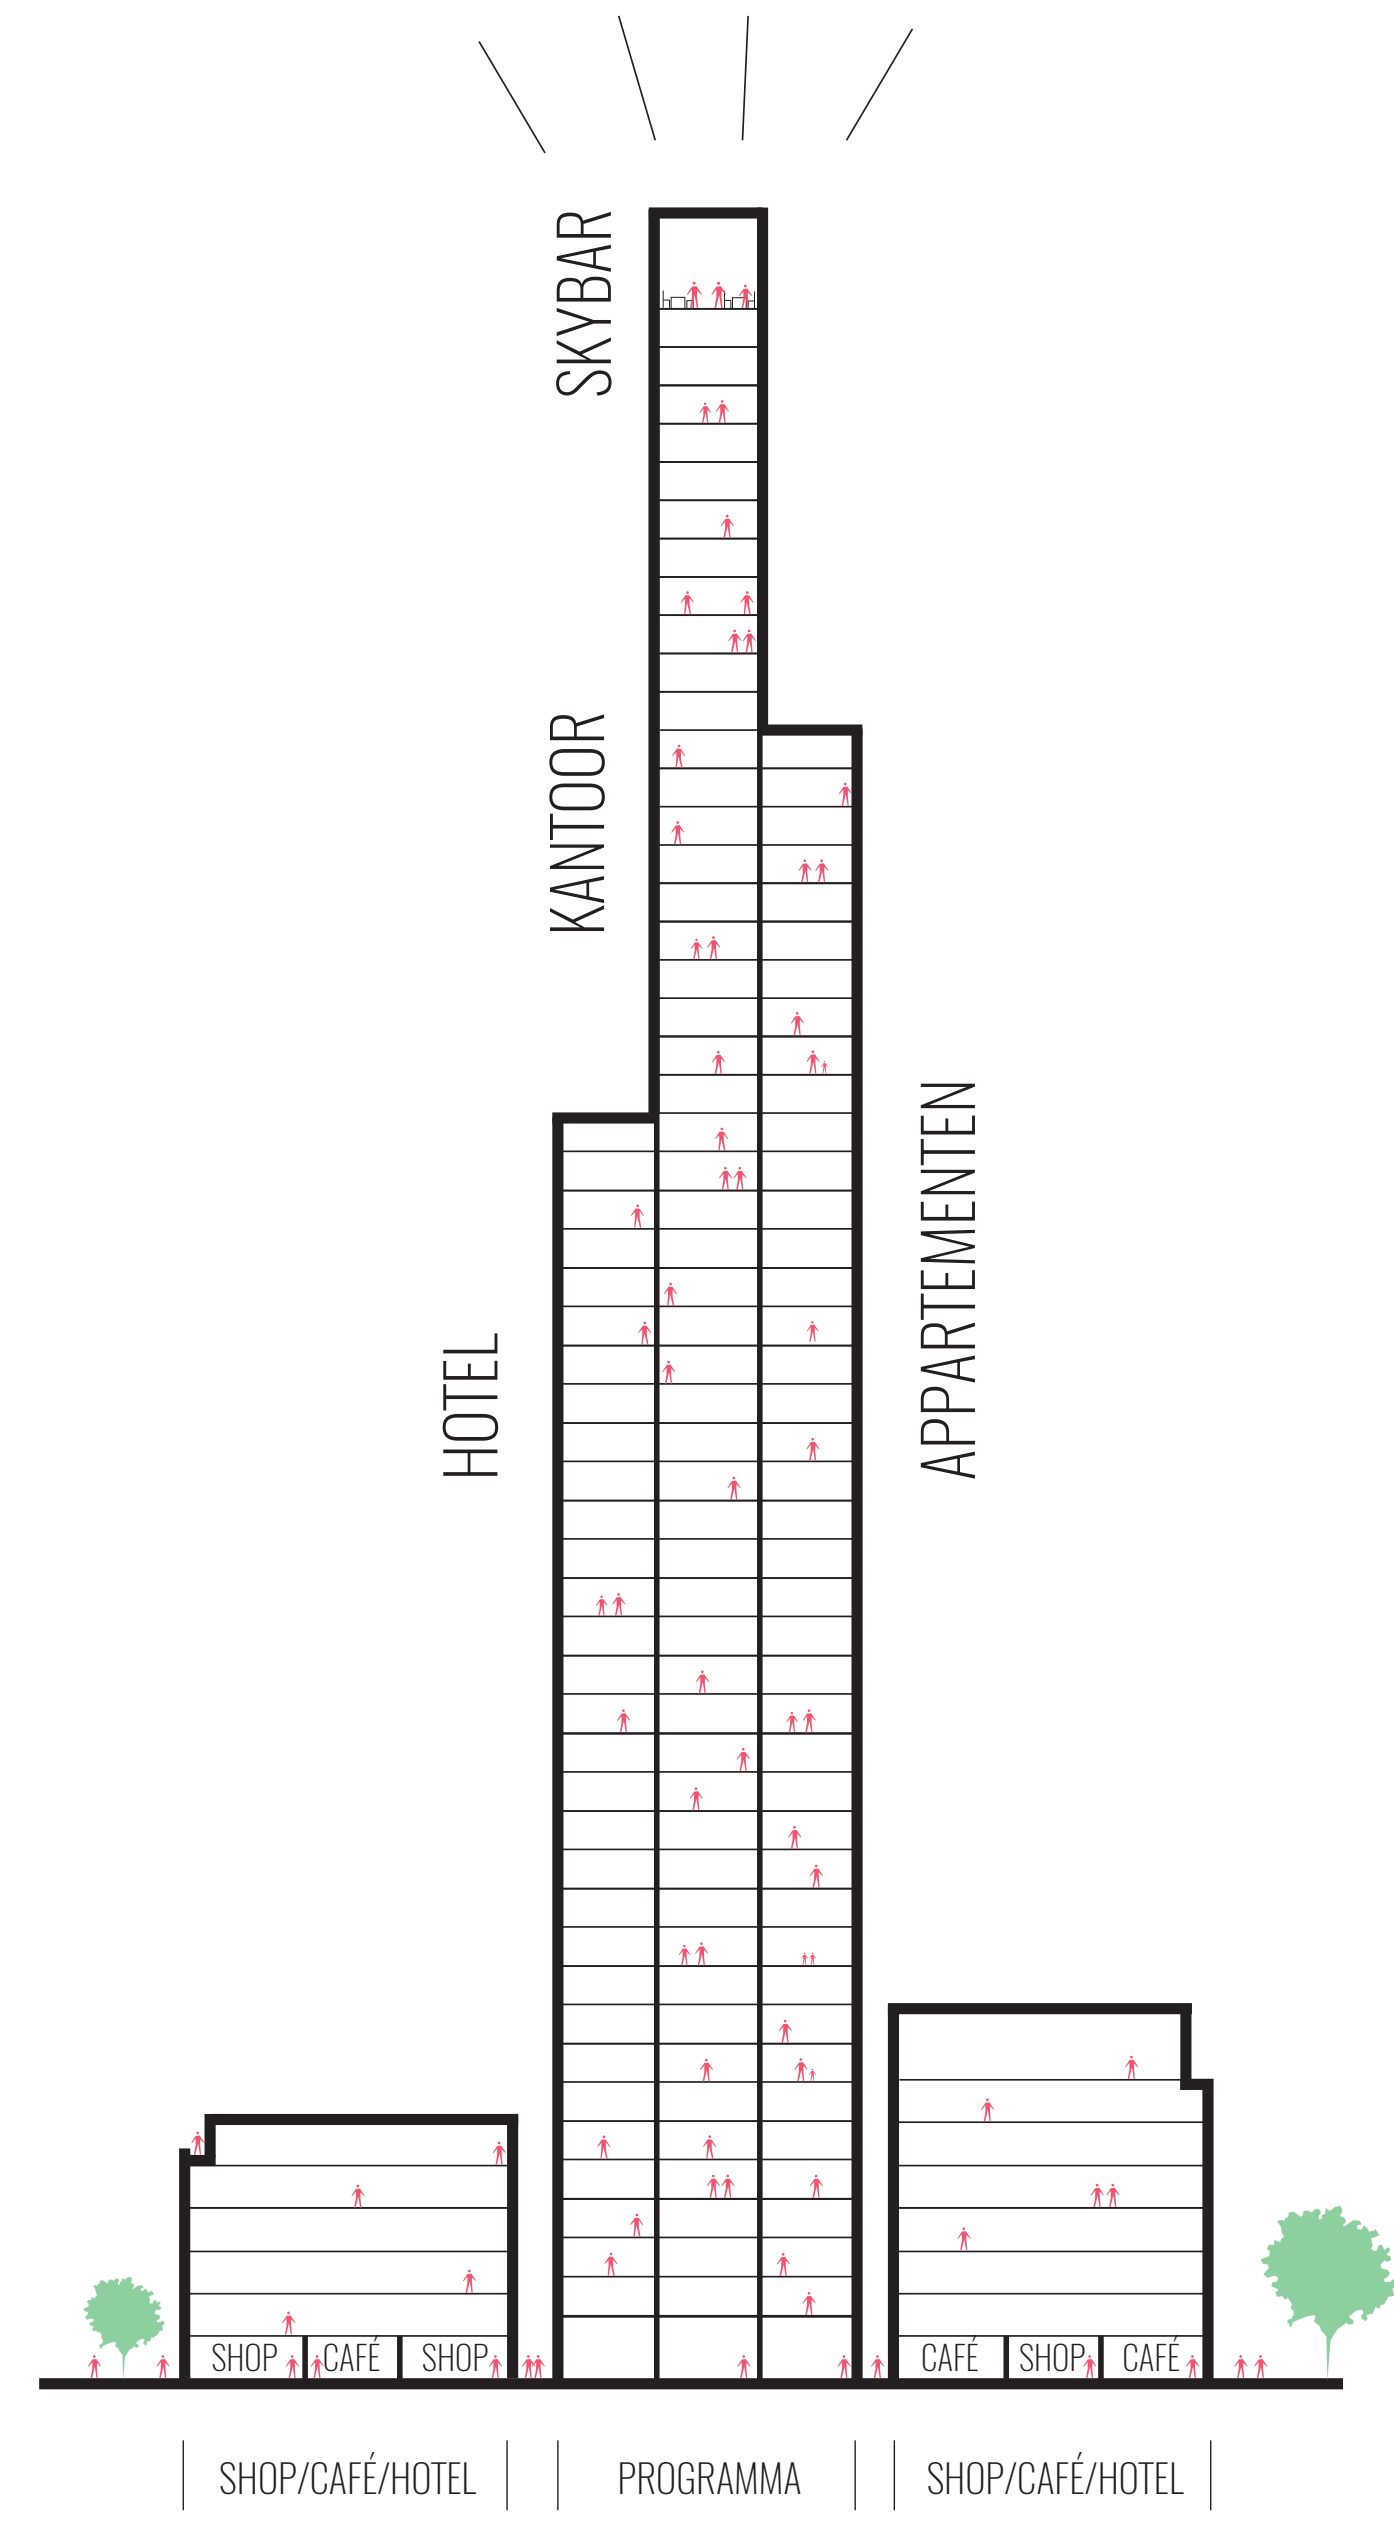 SKYBAR
KANTOOR
APPARTEMENTEN
HOTEL
SHOP CAFÉ SHOP CAFÉ SHOP CAFÉ
SHOP/CAFÉ/HOTEL PROGRAMMA SHOP/CAFÉ/HOTEL